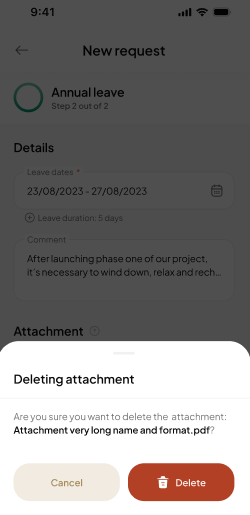 9:41
New request
Annual leave
Step 2 out of 2
Details
Leave dates *
23/08/2023 - 27/08/2023
Leave duration: 5 days
Comment
After launching phase one of our project,
it's necessary to wind down, relax and rech...
Attachment
Deleting attachment
Are you sure you want to delete the attachment:
Attachment very long name and format.pdf?
Cancel
Delete